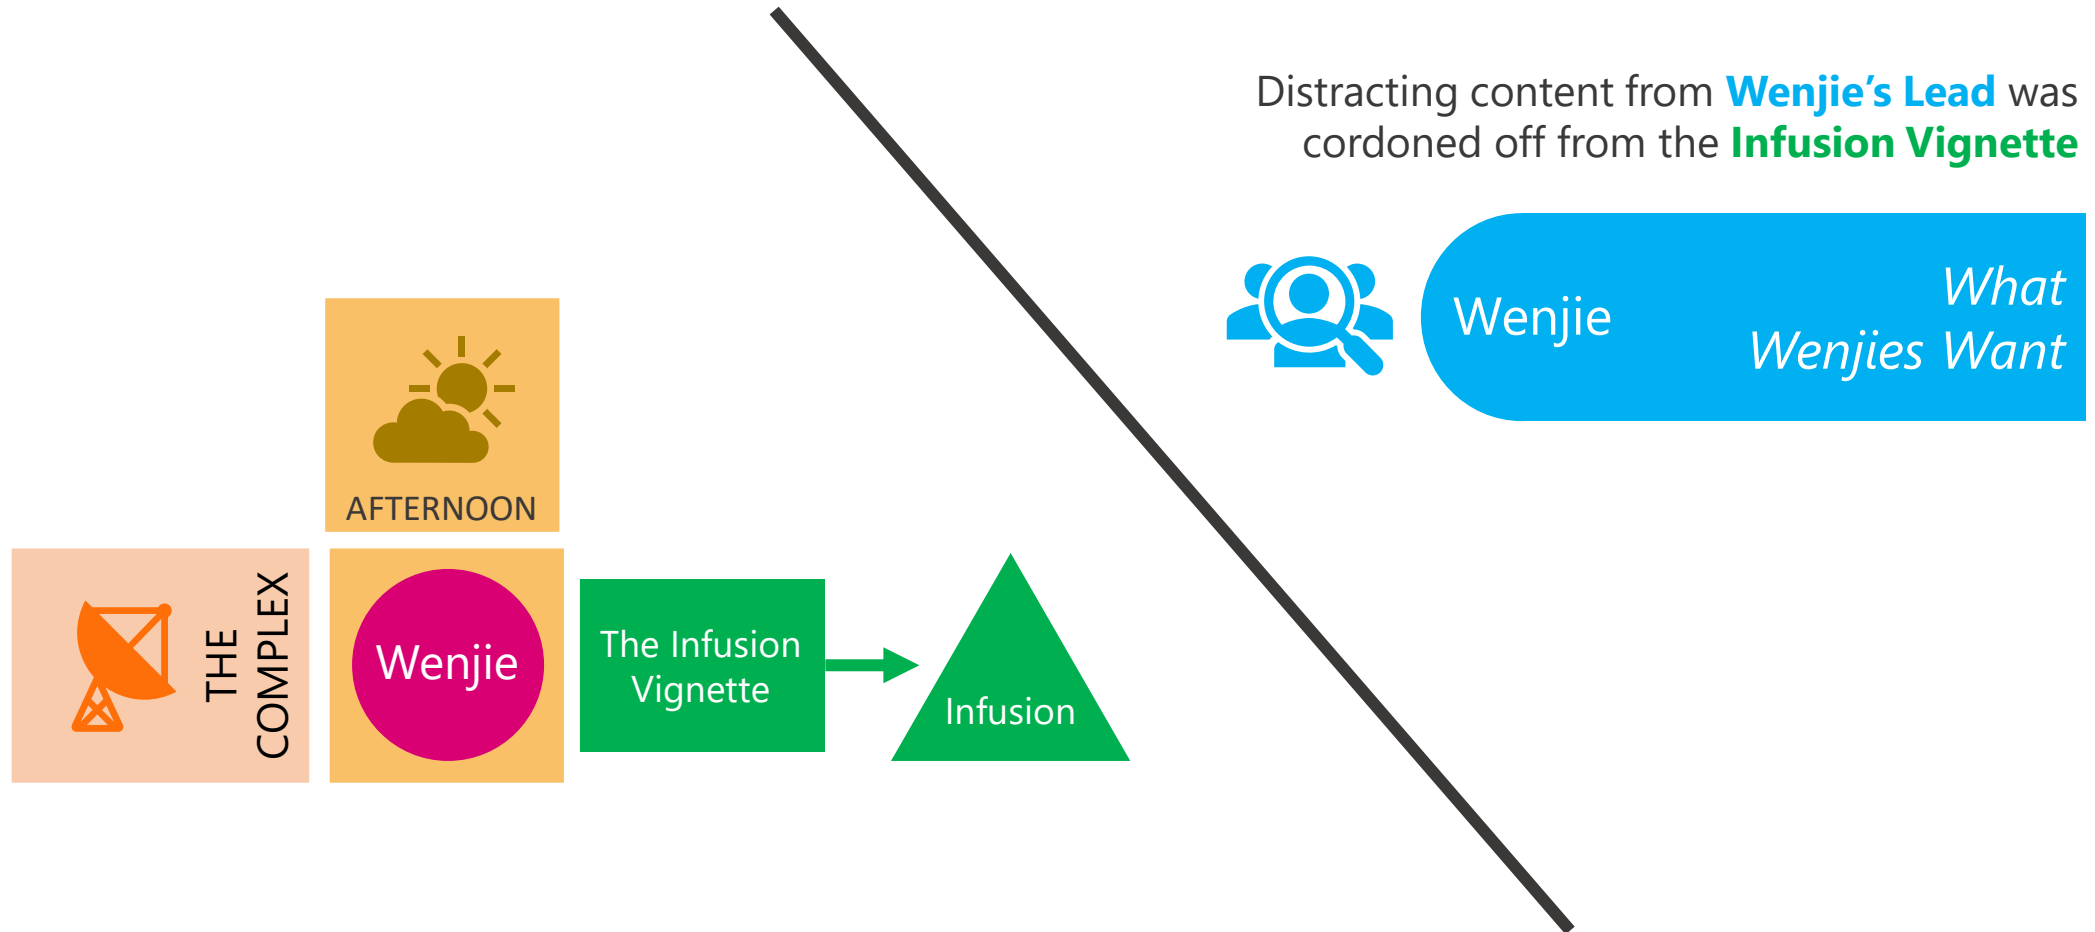 Distracting content from Wenjie’s Lead was
cordoned off from the Infusion Vignette
Wenjie
What
Wenjies Want
AFTERNOON
THE
COMPLEX
Wenjie
The Infusion
Vignette
Infusion